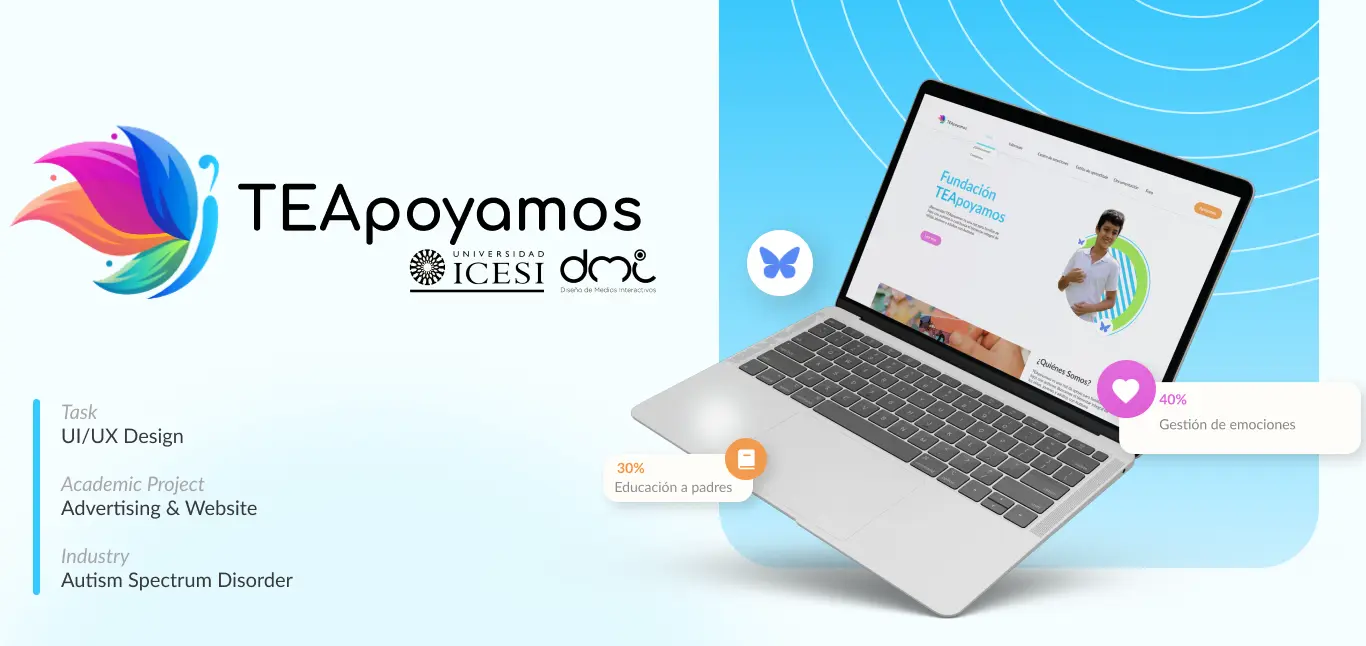 TEApoyamos
UNIVERSIDAD
ICESI
dmi
Diseño de Medios Interactivos
Task
UI/UX Design
Academic Project
Advertising & Website
Industry
Autism Spectrum Disorder
TEApoyamos
Fundación
TEApoyamos
¿Quiénes Somos?
40%
Gestión de emociones
30%
Educación a padres